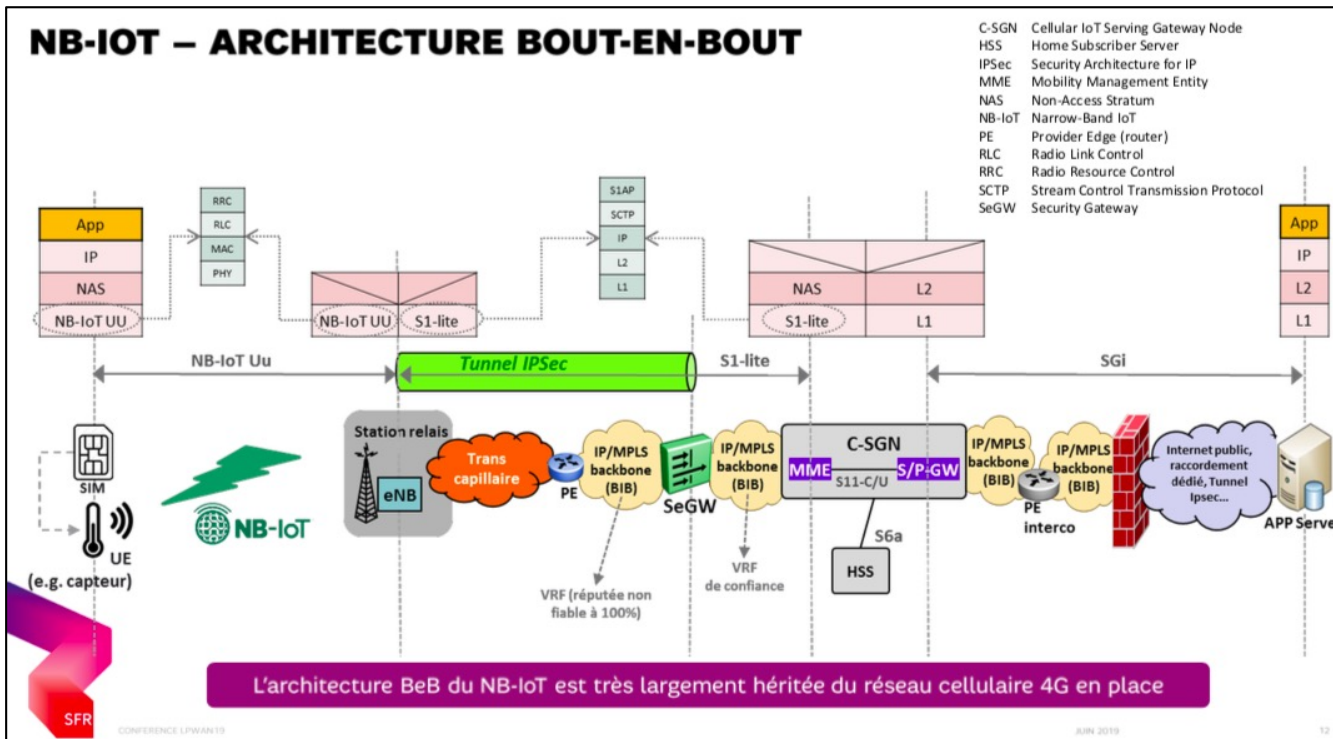 NB-IOT – ARCHITECTURE BOUT-EN-BOUT
C-SGN Cellular IoT Serving Gateway Node
HSS Home Subscriber Server
IPSec Security Architecture for IP
MME Mobility Management Entity
NAS Non-Access Stratum
NB-IoT Narrow-Band IoT
PE Provider Edge (router)
RLC Radio Link Control
RRC Radio Resource Control
SCTP Stream Control Transmission Protocol
SeGW Security Gateway
App
IP
NAS
NB-IoT UU
RRC
RLC
MAC
PHY
NB-IoT UU
S1-lite
S1AP
SCTP
IP
L2
L1
NAS
L2
S1-lite
L1
App
IP
L2
L1
NB-IoT Uu
Tunnel IPSec
S1-lite
SGi
SIM
UE
(e.g. capteur)
NB-IoT
Station relais
eNB
Trans
capillaire
PE
IP/MPLS
backbone
(BIB)
SeGW
IP/MPLS
backbone
(BIB)
C-SGN
MME
S/P-GW
S11-C/U
S6a
HSS
IP/MPLS
backbone
(BIB)
PE
interco
IP/MPLS
backbone
(BIB)
Internet public,
raccordement
dédié, Tunnel
Ipsec...
APP Serve
VRF (réputée non
fiable à 100%)
VRF
de confiance
L'architecture BeB du NB-IoT est très largement héritée du réseau cellulaire 4G en place
SFR
CONFERENCE LPWAN19
JUIN 2019
12